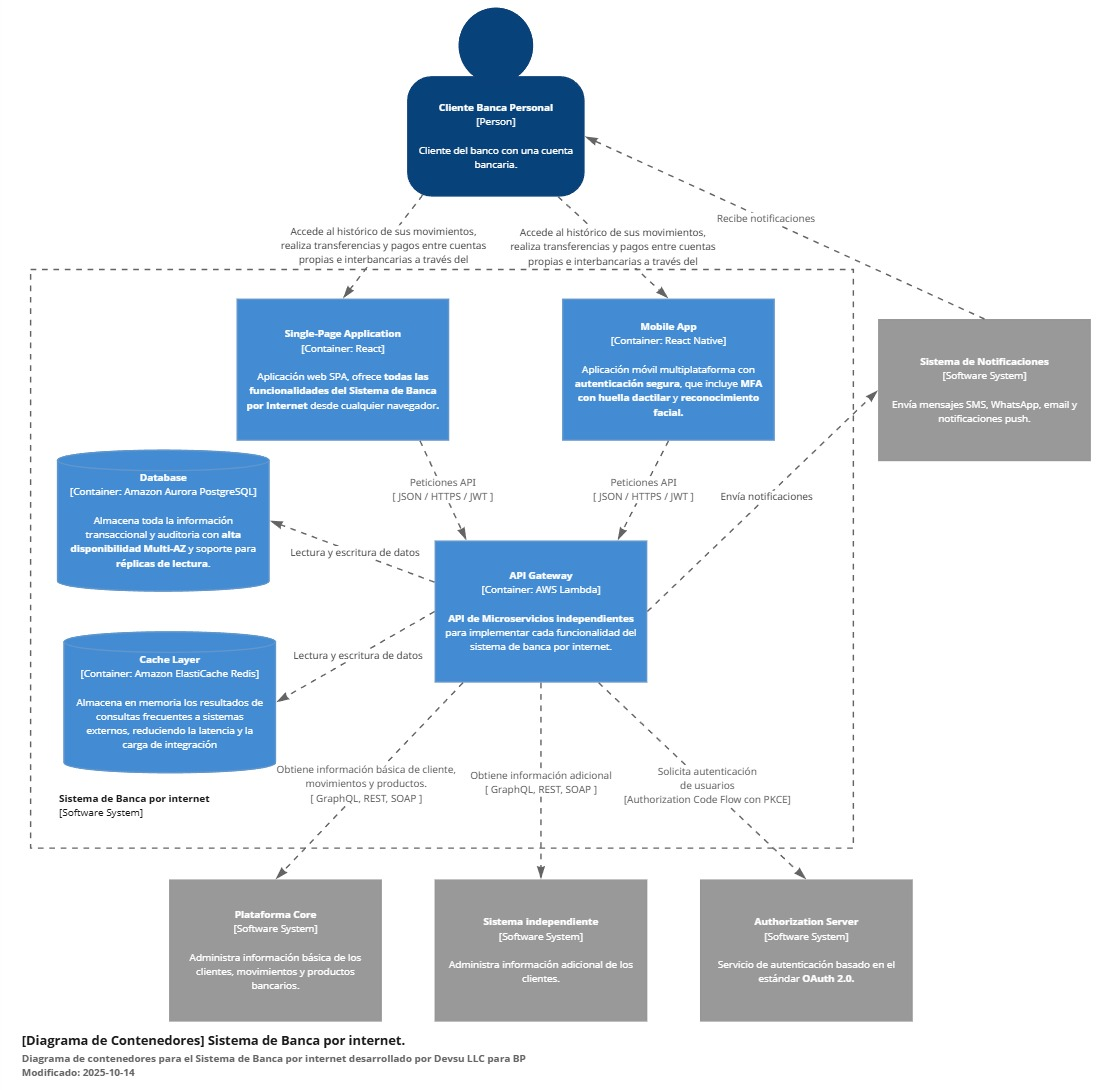 Cliente Banca Personal
[Person]
Cliente del banco con una cuenta
bancaria.
Recibe notificaciones
Accede al histórico de sus movimientos,
realiza transferencias y pagos entre cuentas
propias e interbancarias a través del
Accede al histórico de sus movimientos,
realiza transferencias y pagos entre cuentas
propias e interbancarias a través del
Single-Page Application
[Container: React]
Aplicación web SPA, ofrece todas las
funcionalidades del Sistema de Banca
por Internet desde cualquier navegador.
Mobile App
[Container: React Native]
Aplicación móvil multiplataforma con
autenticación segura, que incluye MFA
con huella dactilar y reconocimiento
facial.
Sistema de Notificaciones
[Software System]
Envía mensajes SMS, WhatsApp, email y
notificaciones push.
Peticiones API
[ JSON / HTTPS / JWT ]
Peticiones API
[ JSON / HTTPS / JWT ]
Envía notificaciones
Database
[Container: Amazon Aurora PostgreSQL]
Almacena toda la información
transaccional y auditoria con alta
disponibilidad Multi-AZ y soporte para
réplicas de lectura.
Lectura y escritura de datos
API Gateway
[Container: AWS Lambda]
API de Microservicios independientes
para implementar cada funcionalidad del
sistema de banca por internet.
Lectura y escritura de datos
Cache Layer
[Container: Amazon ElastiCache Redis]
Almacena en memoria los resultados de
consultas frecuentes a sistemas
externos, reduciendo la latencia y la
carga de integración
Obtiene información básica de cliente,
movimientos y productos.
[ GraphQL, REST, SOAP ]
Obtiene información adicional
[ GraphQL, REST, SOAP ]
Solicita autenticación
de usuarios
[Authorization Code Flow con PKCE]
Sistema de Banca por internet
[Software System]
Plataforma Core
[Software System]
Administra información básica de los
clientes, movimientos y productos
bancarios.
Sistema independiente
[Software System]
Administra información adicional de los
clientes.
Authorization Server
[Software System]
Servicio de autenticación basado en el
estándar OAuth 2.0.
[Diagrama de Contenedores] Sistema de Banca por internet.
Diagrama de contenedores para el Sistema de Banca por internet desarrollado por Devsu LLC para BP
Modificado: 2025-10-14